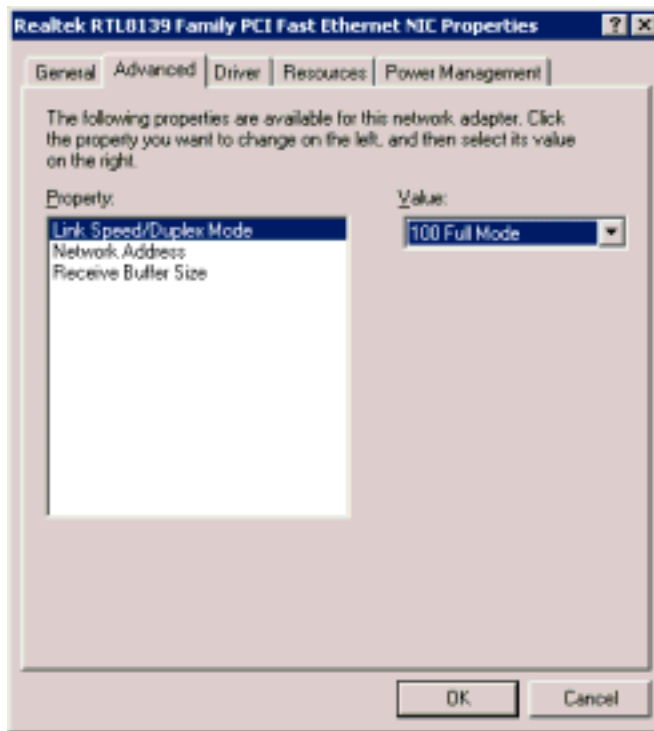 Realtek RTL8139 Family PCI Fast Ethernet NIC Properties
General Advanced Driver Resources Power Management
The following properties are available for this network adapter. Click
the property you want to change on the left, and then select its value
on the right.
Property: Value:
Link Speed/Duplex Mode 100 Full Mode
Network Address
Receive Buffer Size
OK Cancel